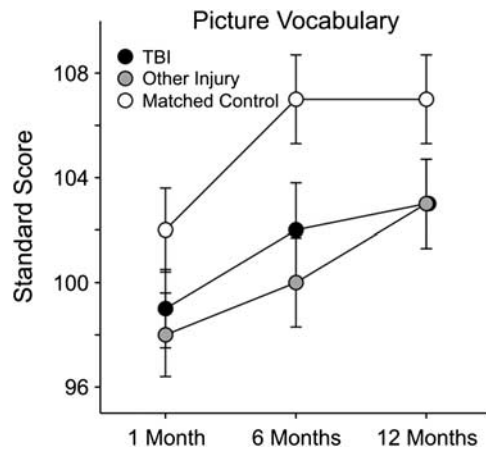 Picture Vocabulary
TBI
Other Injury
Matched Control
Standard Score
108
104
100
96
1 Month 6 Months 12 Months